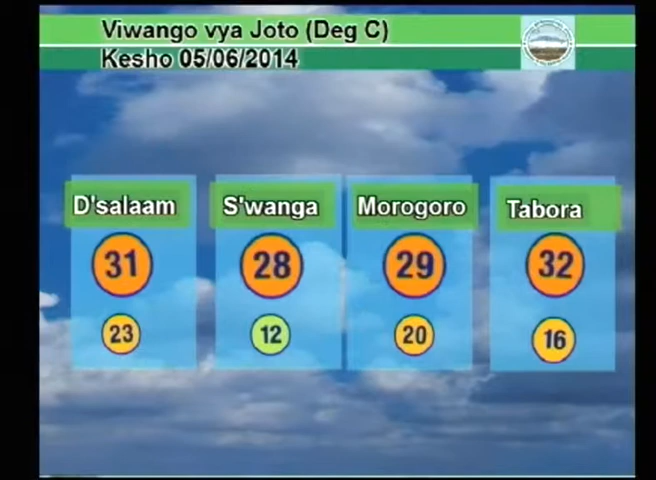 Viwango vya Joto (Deg C)
Kesho 05/06/2014
D'salaam S'wanga Morogoro Tabora
31 28 29 32
23 12 20 16